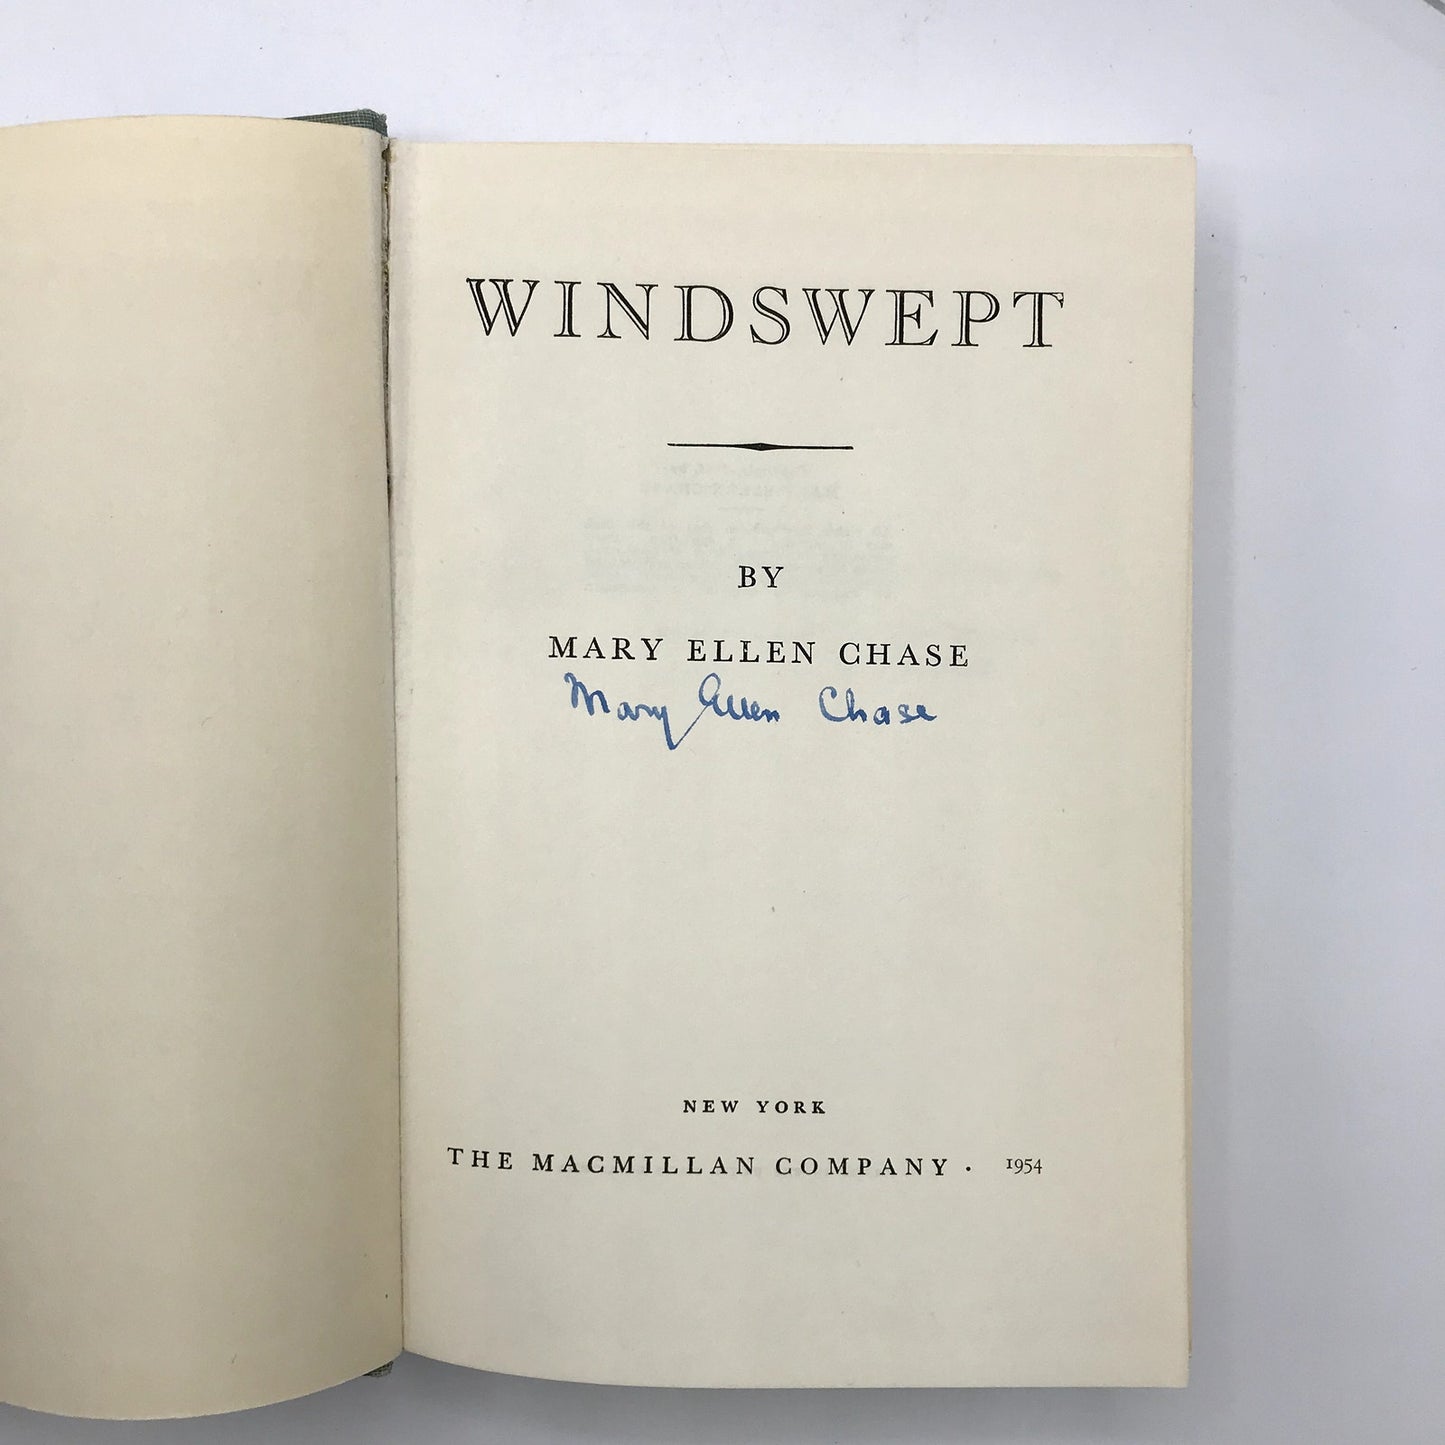 WINDSWEPT
BY
MARY ELLEN CHASE
Mary Ellen Chase
NEW YORK
THE MACMILLAN COMPANY · 1954